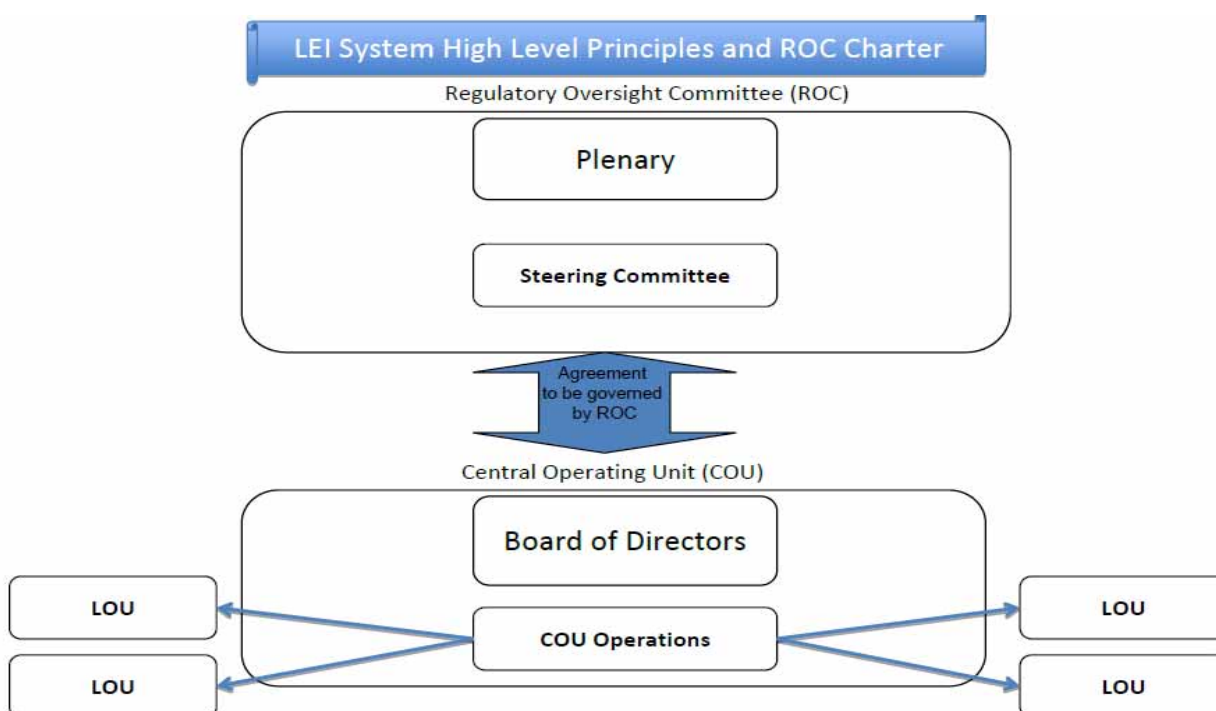 LEI System High Level Principles and ROC Charter
Regulatory Oversight Committee (ROC)
Plenary
Steering Committee
Agreement
to be governed
by ROC
Central Operating Unit (COU)
Board of Directors
LOU
COU Operations
LOU
LOU
LOU